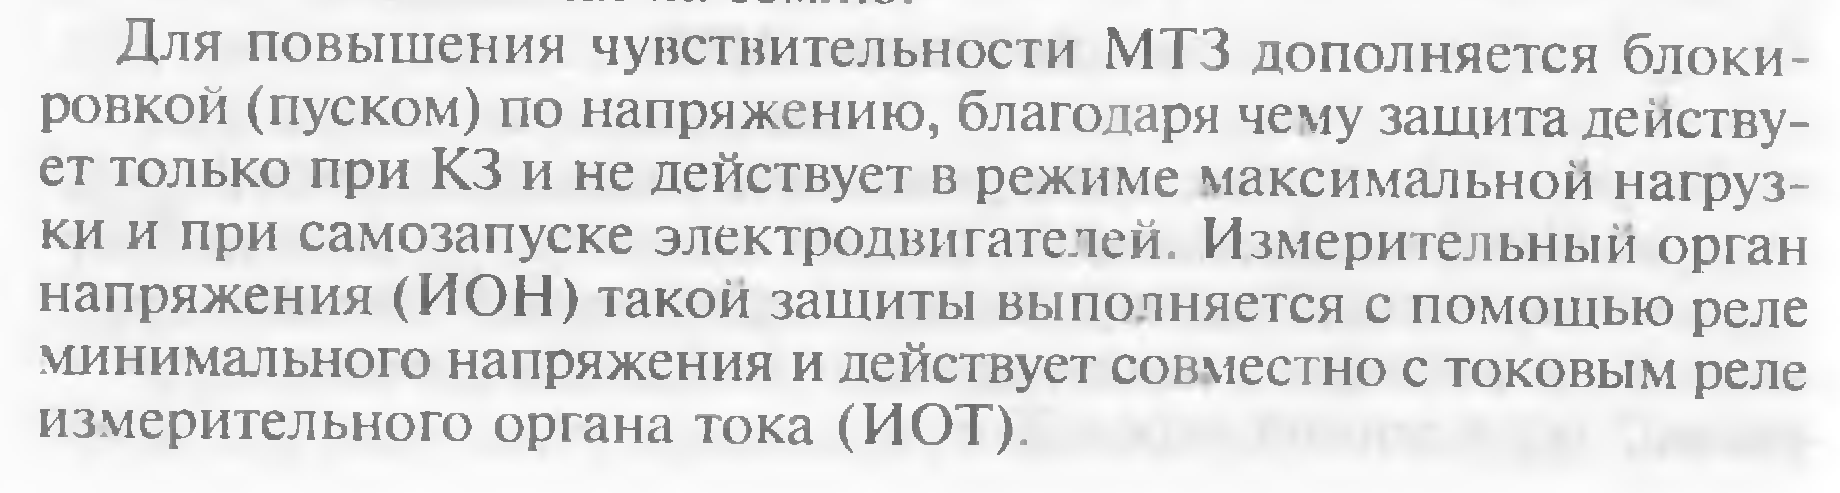 Для повышения чувствительности МТЗ дополняется блоки-
ровкой (пуском) по напряжению, благодаря чему защита действу-
ет только при КЗ и не действует в режиме максимальной нагруз-
ки и при самозапуске электродвигателей. Измерительный орган
напряжения (ИОН) такой защиты выполняется с помощью реле
минимального напряжения и действует совместно с токовым реле
измерительного органа тока (ИОТ).